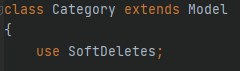 class Category extends Model
{
    use SoftDeletes;